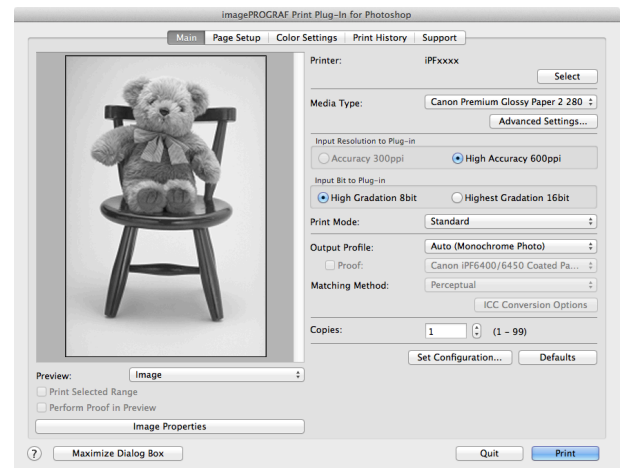 imagePROGRAF Print Plug-In for Photoshop
Main Page Setup Color Settings Print History Support
Printer: iPFxxxx
Select
Media Type: Canon Premium Glossy Paper 2 280
Advanced Settings...
Input Resolution to Plug-in
Accuracy 300ppi High Accuracy 600ppi
Input Bit to Plug-in
High Gradation 8bit Highest Gradation 16bit
Print Mode: Standard
Output Profile: Auto (Monochrome Photo)
Proof: Canon iPF6400/6450 Coated Pa...
Matching Method: Perceptual
ICC Conversion Options
Copies: 1 (1 – 99)
Set Configuration... Defaults
Preview: Image
Print Selected Range
Perform Proof in Preview
Image Properties
? Maximize Dialog Box Quit Print